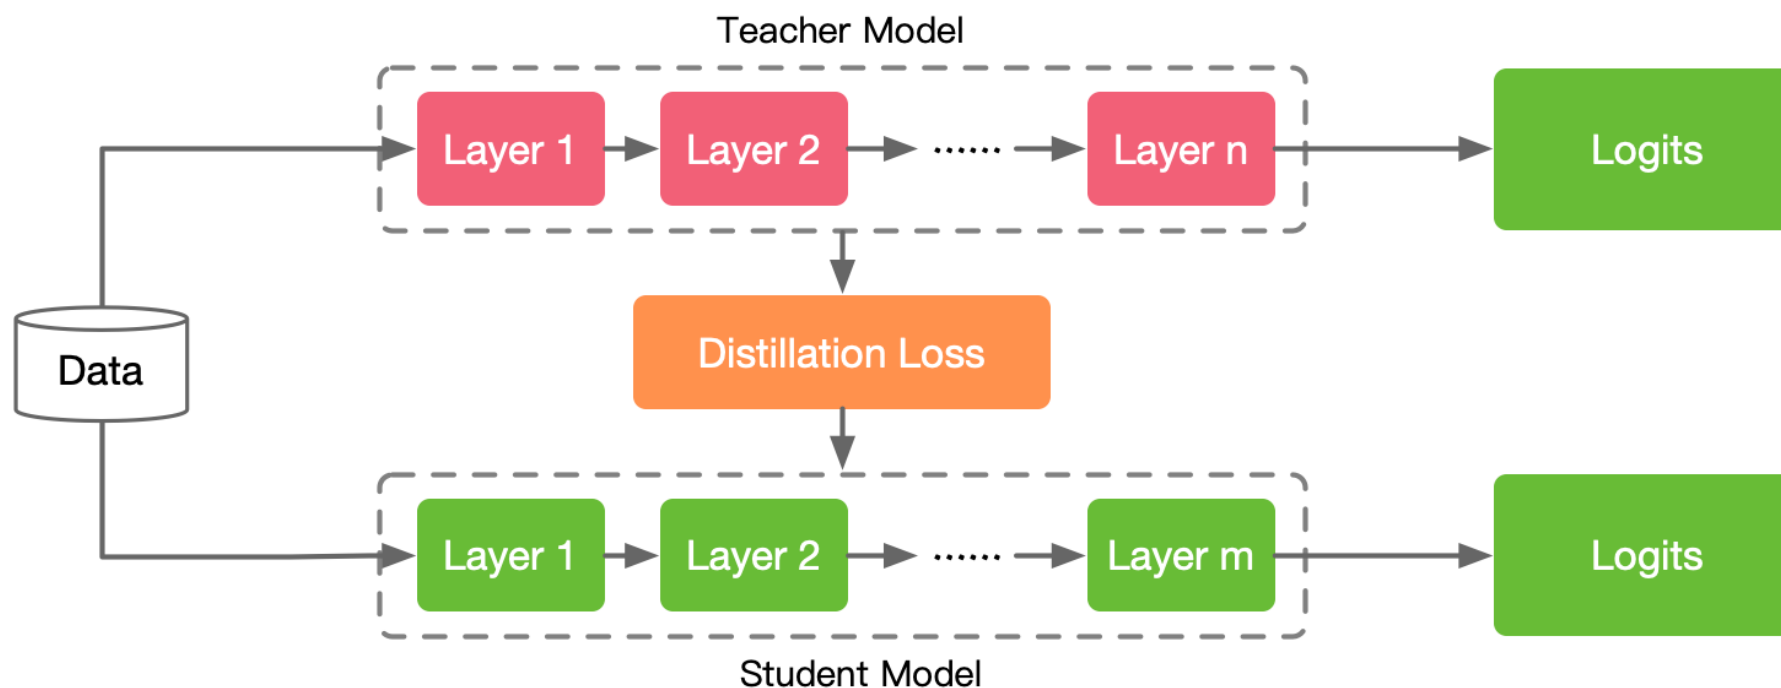 Teacher Model
Layer 1
Layer 2
......
Layer n
Logits
Data
Distillation Loss
Layer 1
Layer 2
......
Layer m
Logits
Student Model